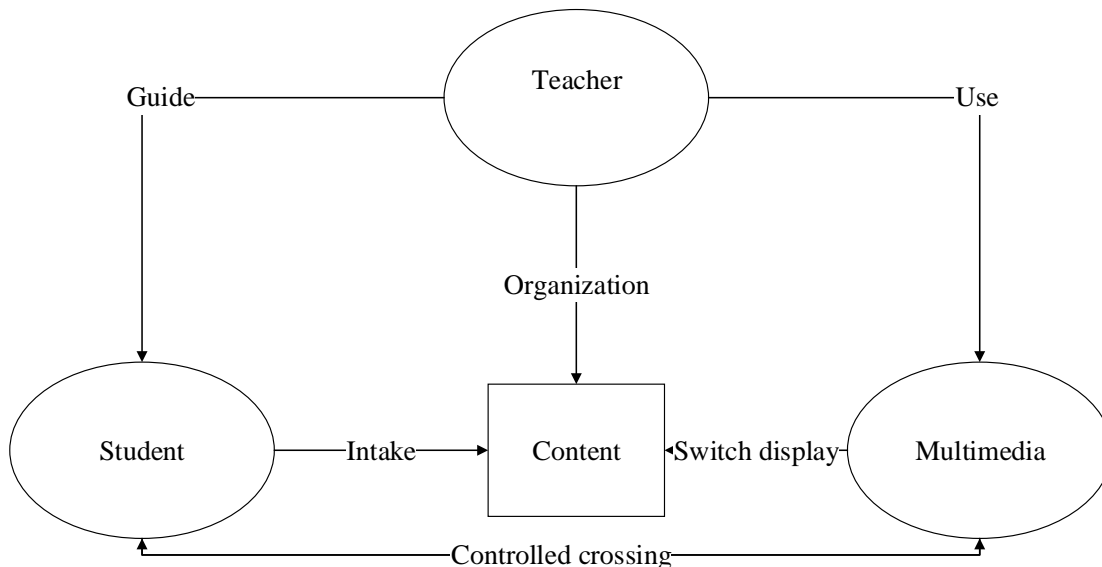 Teacher
Guide
Use
Organization
Student
Intake
Content
Switch display
Multimedia
Controlled crossing